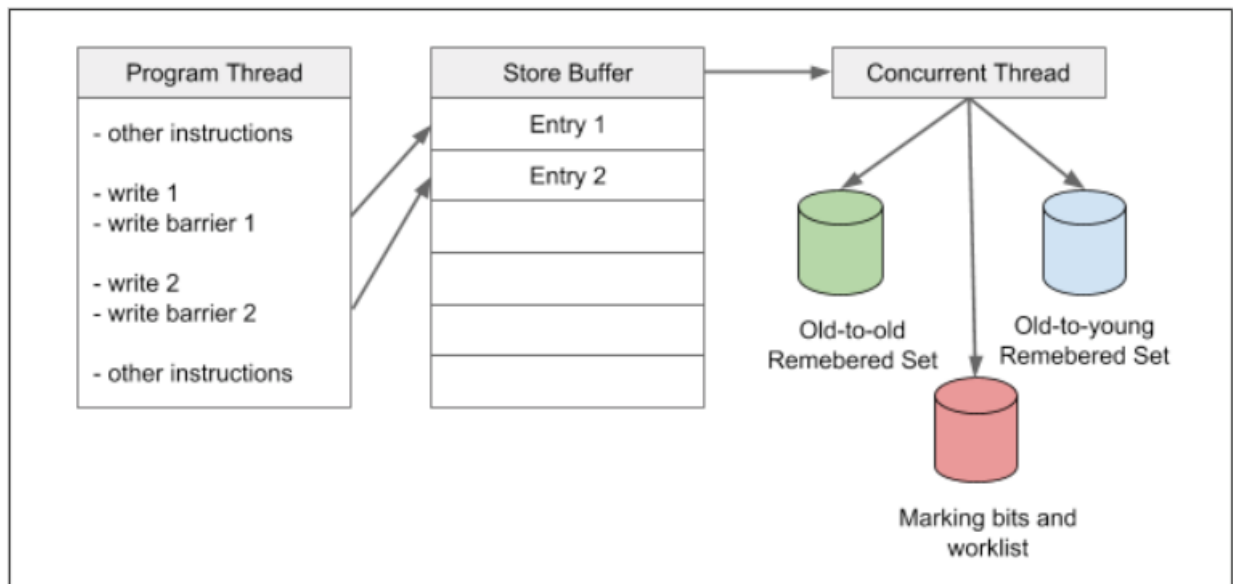 Program Thread
- other instructions
- write 1
- write barrier 1
- write 2
- write barrier 2
- other instructions
Store Buffer
Entry 1
Entry 2
Concurrent Thread
Old-to-old
Remebered Set
Old-to-young
Remebered Set
Marking bits and
worklist